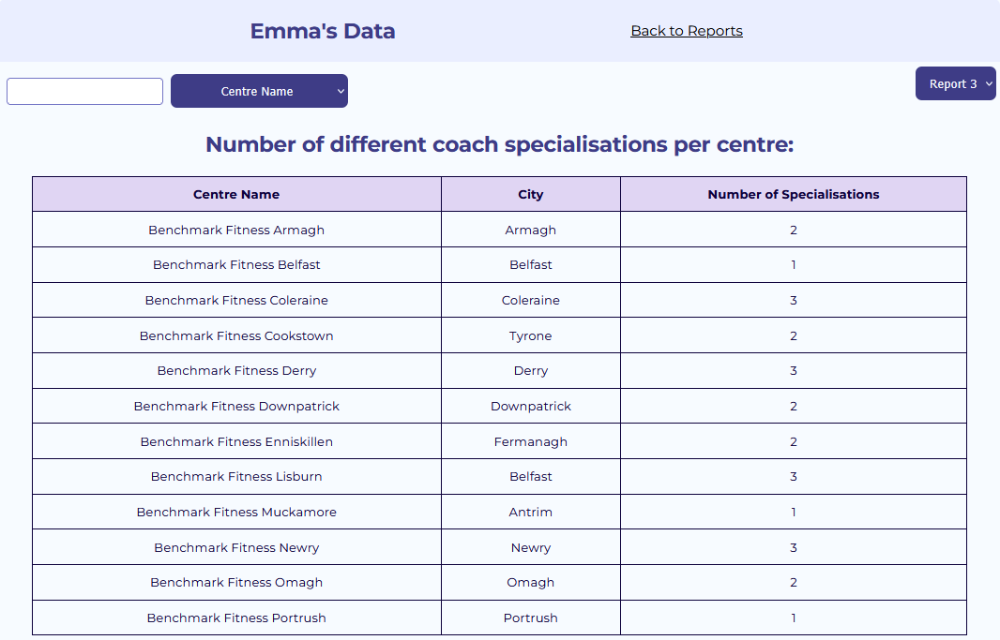 Emma's Data Back to Reports
Centre Name Report 3
Number of different coach specialisations per centre:
Centre Name City Number of Specialisations
Benchmark Fitness Armagh Armagh 2
Benchmark Fitness Belfast Belfast 1
Benchmark Fitness Coleraine Coleraine 3
Benchmark Fitness Cookstown Tyrone 2
Benchmark Fitness Derry Derry 3
Benchmark Fitness Downpatrick Downpatrick 2
Benchmark Fitness Enniskillen Fermanagh 2
Benchmark Fitness Lisburn Belfast 3
Benchmark Fitness Muckamore Antrim 1
Benchmark Fitness Newry Newry 3
Benchmark Fitness Omagh Omagh 2
Benchmark Fitness Portrush Portrush 1